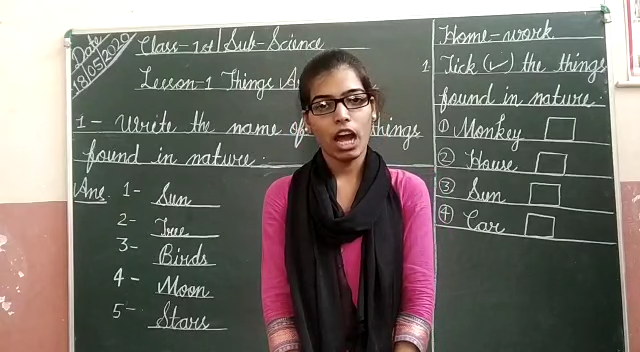 Date
18/05/2020
Class-1st Sub-Science
Lesson-1 Things
1- Write the name of things
found in nature.
Ans 1- Sun
2- Tree
3- Birds
4- Moon
5- Stars
Home-work
1 Tick (✓) the things
found in nature.
① Monkey
② House
③ Sun
④ Car